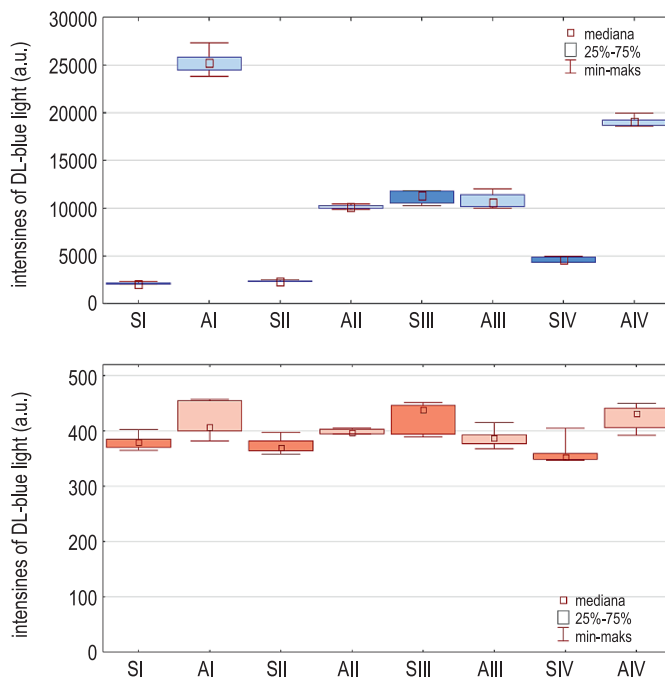 intensines of DL-blue light (a.u.)
30000
25000
20000
15000
10000
5000
0
mediana
25%-75%
min-maks
SI AI SII AII SIII AIII SIV AIV
intensines of DL-blue light (a.u.)
500
400
300
200
100
0
mediana
25%-75%
min-maks
SI AI SII AII SIII AIII SIV AIV